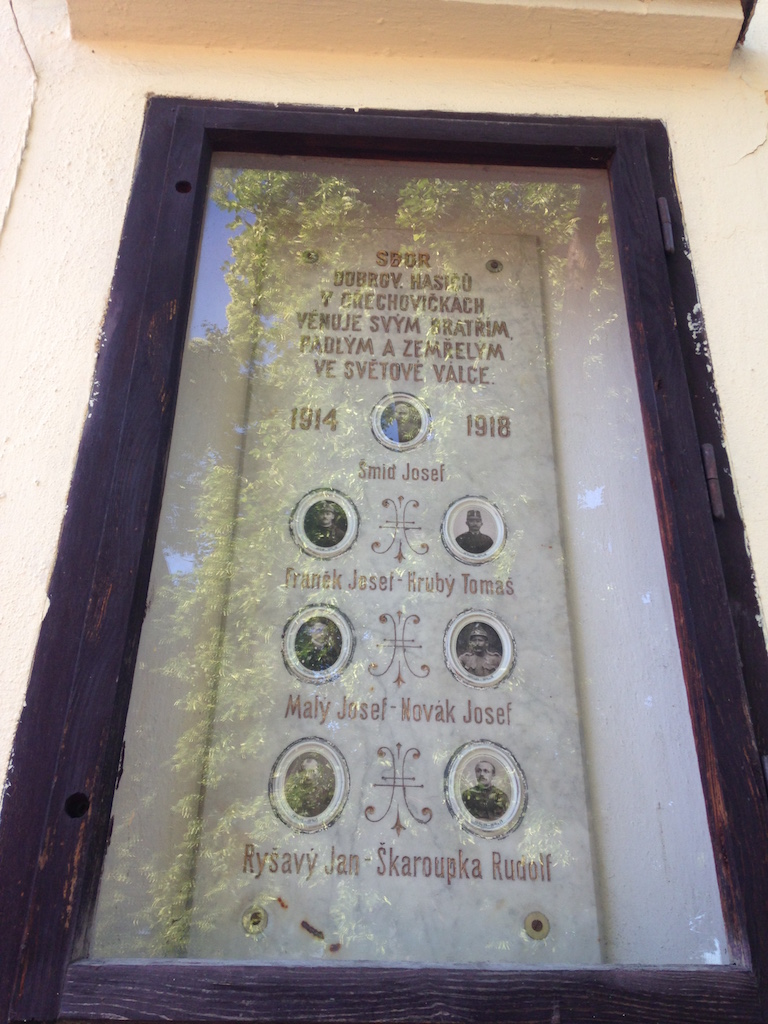 SBOR
DOBROV. HASIČŮ
V ORECHOVIČKÁCH
VĚNUJE SVÝM BRATŘÍM,
PADLÝM A ZEMŘELÝM
VE SVĚTOVÉ VÁLCE.
1914 1918
Šmíd Josef
Franěk Josef - Hrubý Tomáš
Malý Josef - Novák Josef
Ryšavý Jan - Škaroupka Rudolf